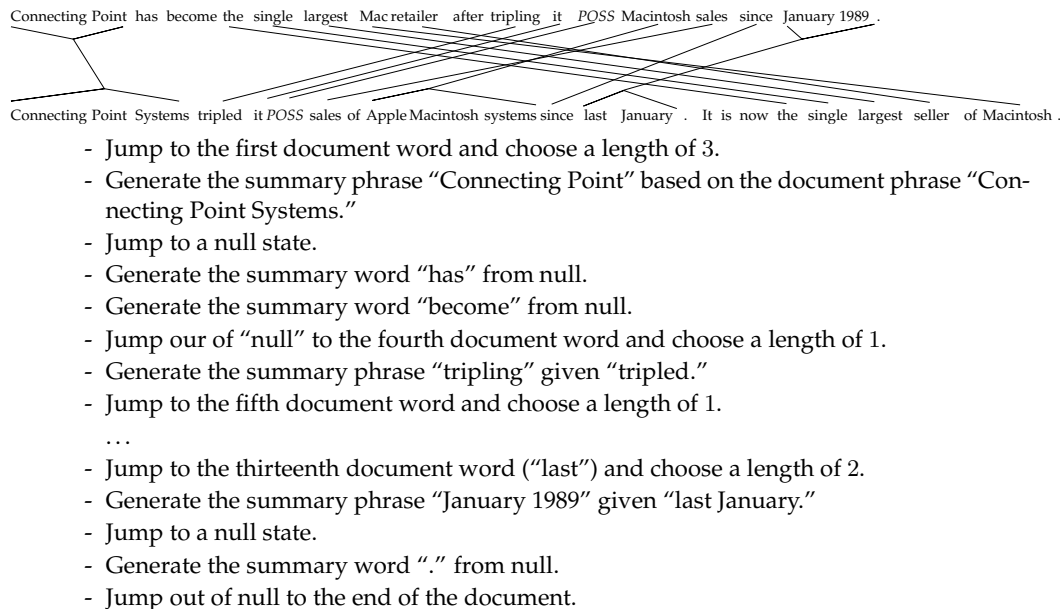 Connecting Point has become the single largest Mac retailer after tripling it POSS Macintosh sales since January 1989 .
Connecting Point Systems tripled it POSS sales of Apple Macintosh systems since last January . It is now the single largest seller of Macintosh .
- Jump to the first document word and choose a length of 3.
- Generate the summary phrase “Connecting Point” based on the document phrase “Con-
necting Point Systems.”
- Jump to a null state.
- Generate the summary word “has” from null.
- Generate the summary word “become” from null.
- Jump our of “null” to the fourth document word and choose a length of 1.
- Generate the summary phrase “tripling” given “tripled.”
- Jump to the fifth document word and choose a length of 1.
. . .
- Jump to the thirteenth document word (“last”) and choose a length of 2.
- Generate the summary phrase “January 1989” given “last January.”
- Jump to a null state.
- Generate the summary word “.” from null.
- Jump out of null to the end of the document.